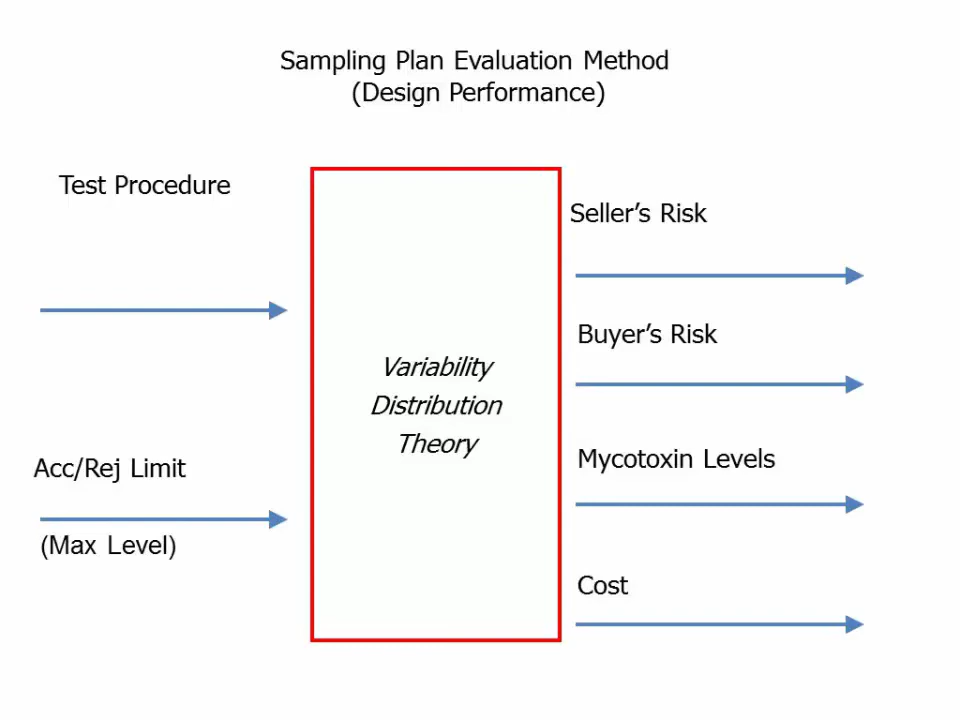 Sampling Plan Evaluation Method
(Design Performance)
Test Procedure
Acc/Rej Limit
(Max Level)
Variability
Distribution
Theory
Seller’s Risk
Buyer’s Risk
Mycotoxin Levels
Cost